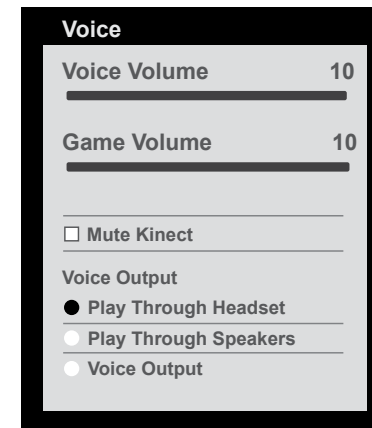 Voice
Voice Volume 10
Game Volume 10
Mute Kinect
Voice Output
Play Through Headset
Play Through Speakers
Voice Output